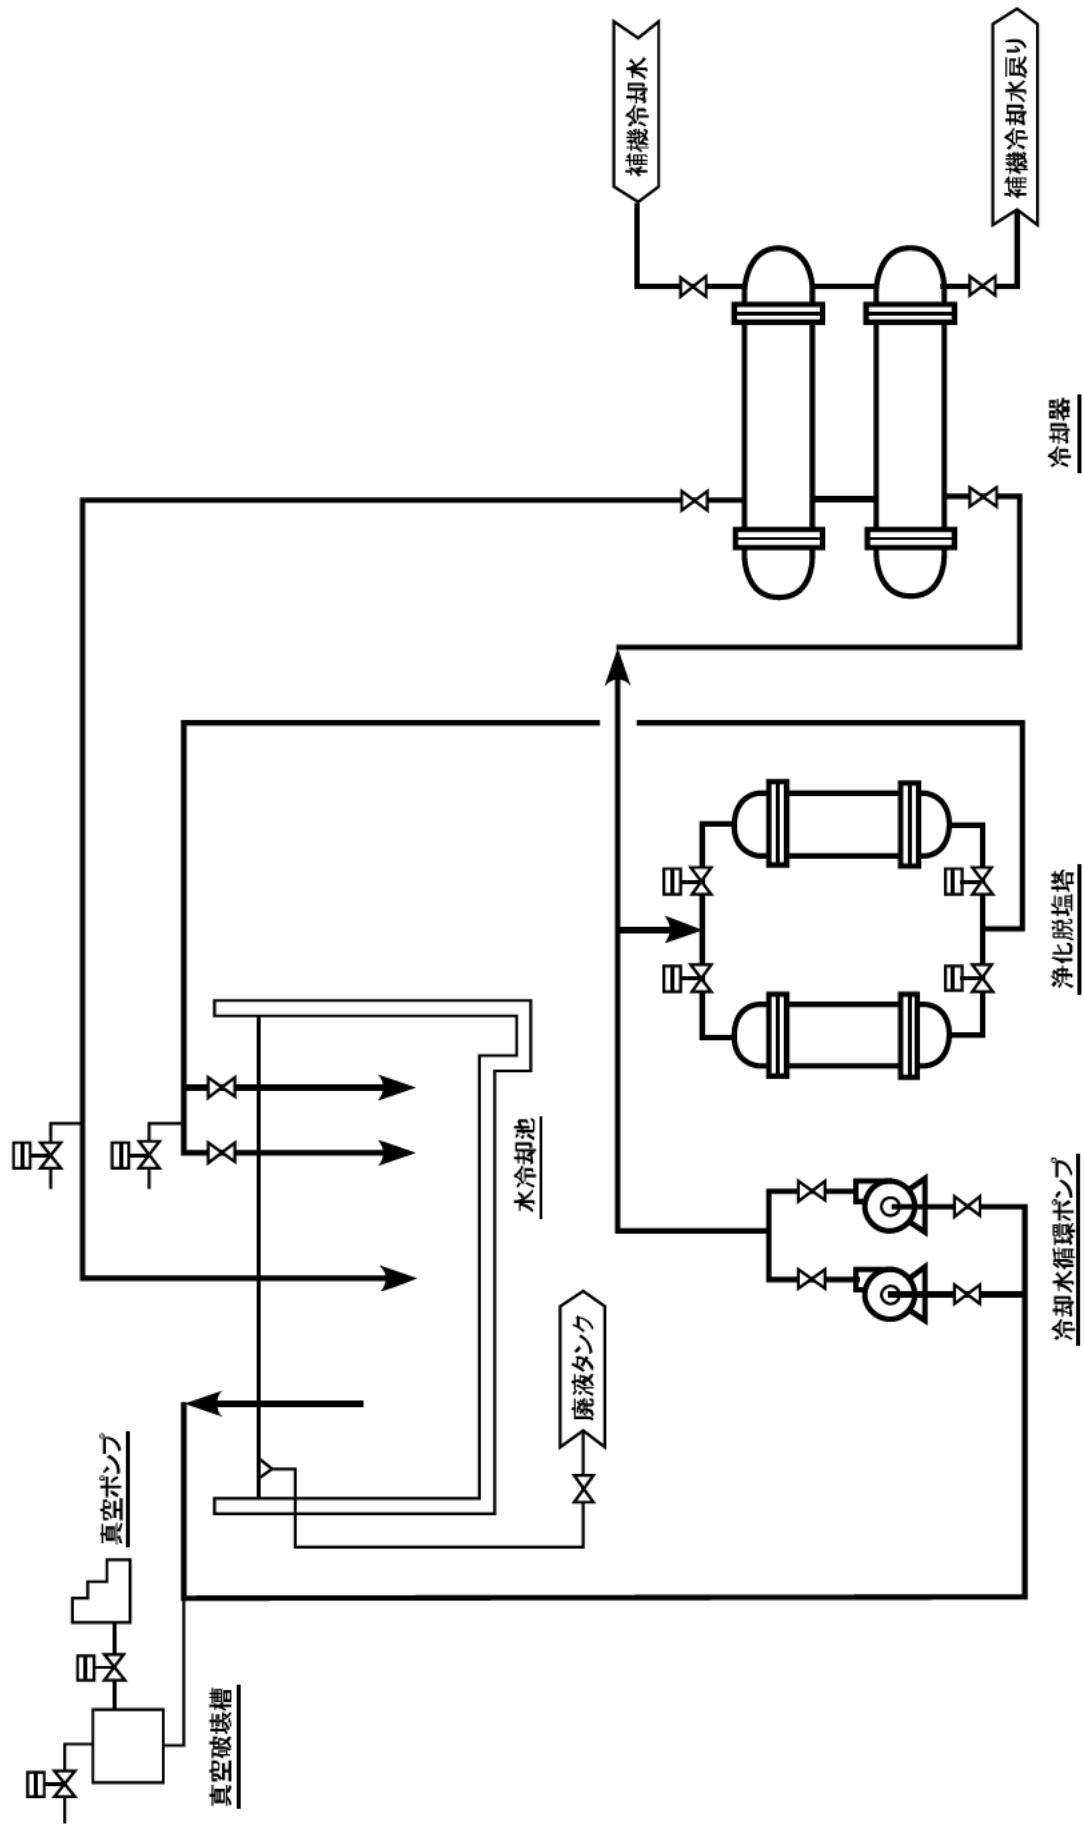 真空破壊槽
真空ポンプ
水冷却池
廃液タンク
冷却水循環ポンプ
浄化脱塩塔
冷却器
補機冷却水
補機冷却水戻り